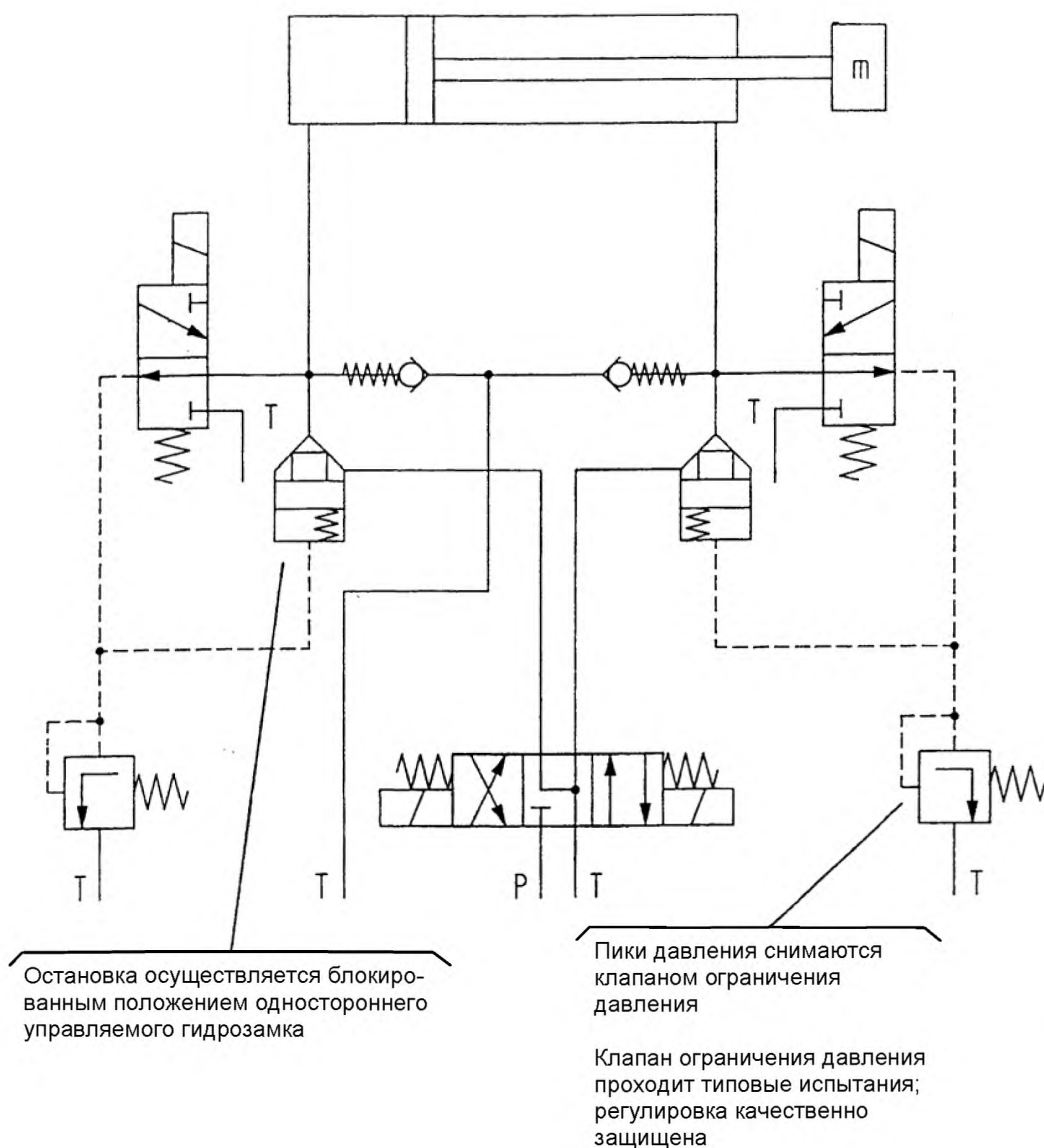 m
T
T
T
T
P
T
T
Остановка осуществляется блокиро-
ванным положением одностороннего
управляемого гидрозамка
Пики давления снимаются
клапаном ограничения
давления
Клапан ограничения давления
проходит типовые испытания;
регулировка качественно
защищена